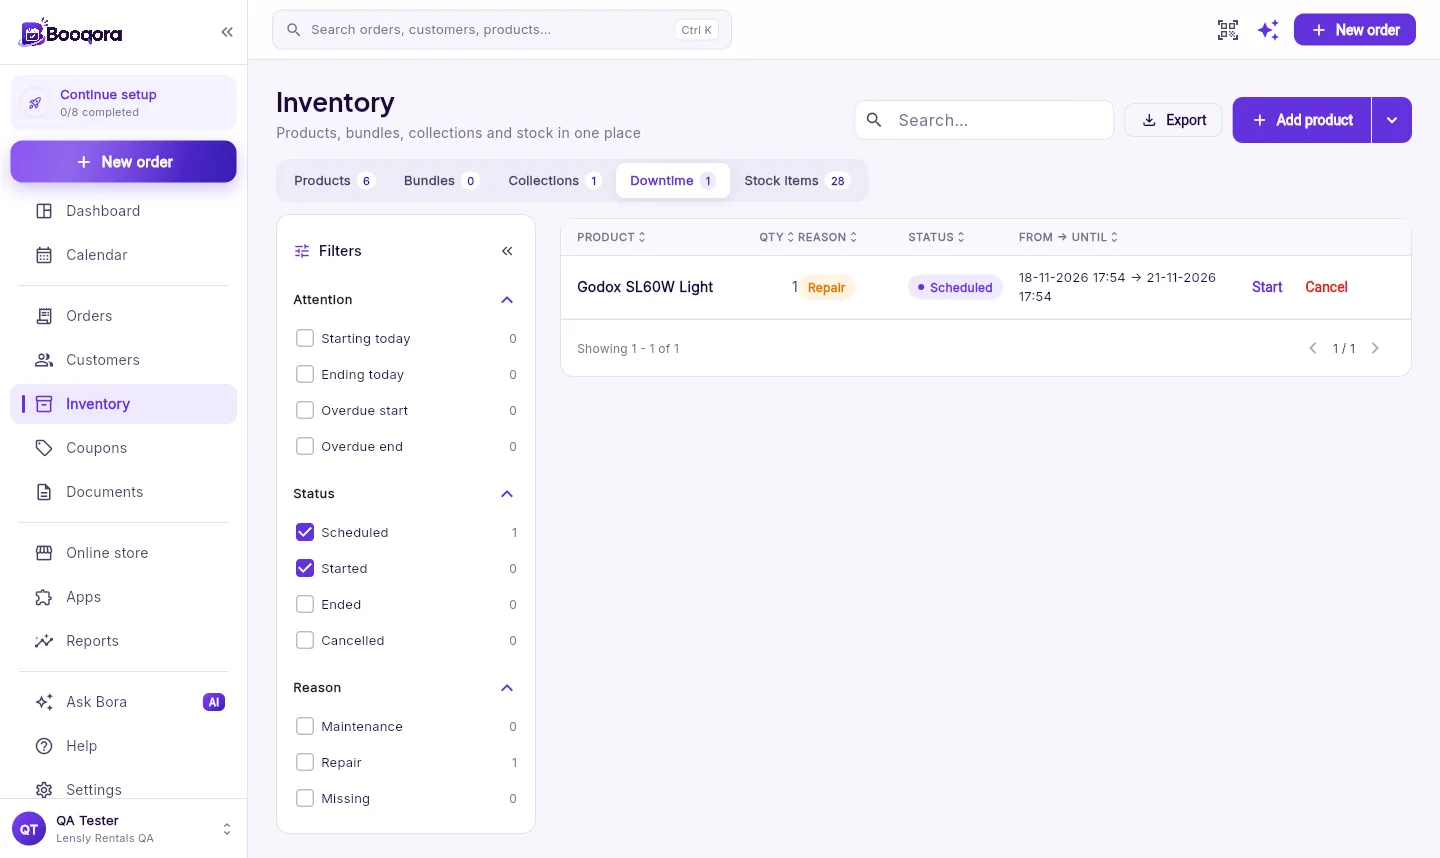 Booqora
Search orders, customers, products...
Ctrl K
New order
Continue setup
0/8 completed
New order
Dashboard
Calendar
Orders
Customers
Inventory
Coupons
Documents
Online store
Apps
Reports
Ask Bora
AI
Help
Settings
QT
QA Tester
Lensly Rentals QA
Inventory
Products, bundles, collections and stock in one place
Search...
Export
Add product
Products 6
Bundles 0
Collections 1
Downtime 1
Stock Items 28
Filters
Attention
Starting today 0
Ending today 0
Overdue start 0
Overdue end 0
Status
Scheduled 1
Started 0
Ended 0
Cancelled 0
Reason
Maintenance 0
Repair 1
Missing 0
PRODUCT QTY REASON STATUS FROM → UNTIL
Godox SL60W Light 1 Repair Scheduled 18-11-2026 17:54 → 21-11-2026
17:54
Start Cancel
Showing 1 - 1 of 1
1 / 1